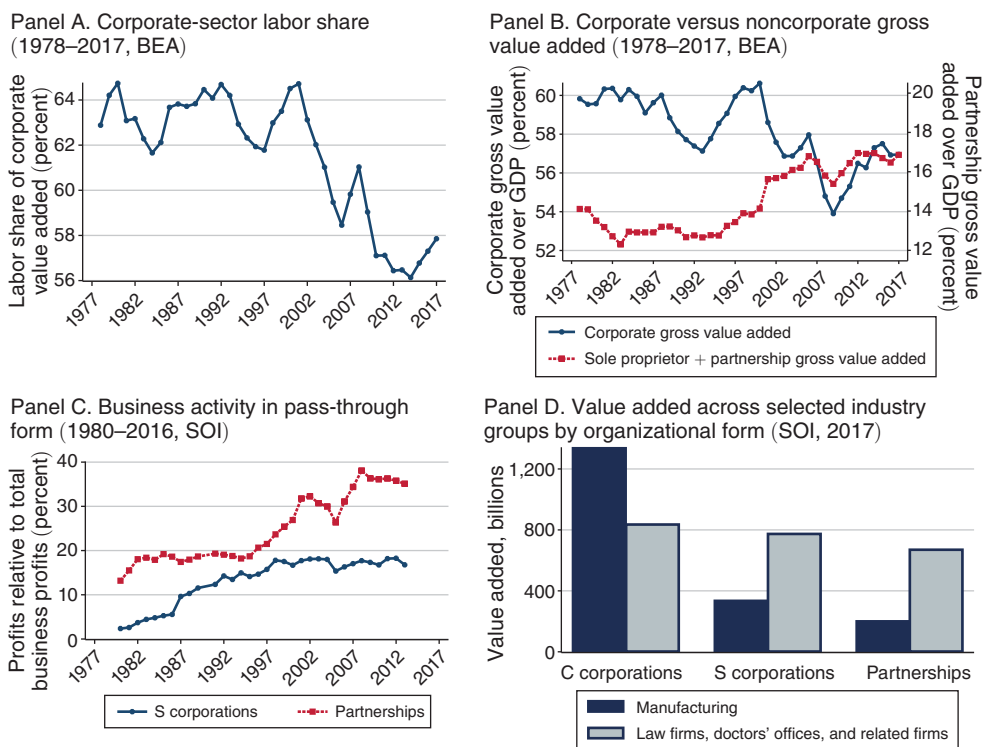 Panel A. Corporate-sector labor share
(1978–2017, BEA)
Labor share of corporate
value added (percent)
64
62
60
58
56
1977
1982
1987
1992
1997
2002
2007
2012
2017
Panel B. Corporate versus noncorporate gross
value added (1978–2017, BEA)
Corporate gross value
added over GDP (percent)
60
58
56
54
52
Partnership gross value
added over GDP (percent)
20
18
16
14
12
1977
1982
1987
1992
1997
2002
2007
2012
2017
Corporate gross value added
Sole proprietor + partnership gross value added
Panel C. Business activity in pass-through
form (1980–2016, SOI)
Profits relative to total
business profits (percent)
40
30
20
10
0
1977
1982
1987
1992
1997
2002
2007
2012
2017
S corporations
Partnerships
Panel D. Value added across selected industry
groups by organizational form (SOI, 2017)
Value added, billions
1,200
800
400
0
C corporations
S corporations
Partnerships
Manufacturing
Law firms, doctors' offices, and related firms